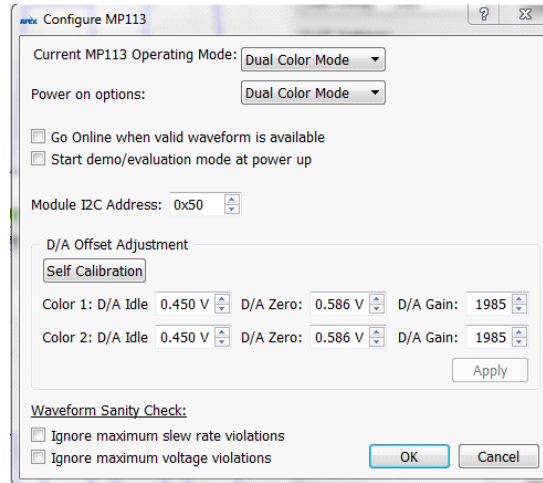 APEX Configure MP113
Current MP113 Operating Mode: Dual Color Mode
Power on options: Dual Color Mode
Go Online when valid waveform is available
Start demo/evaluation mode at power up
Module I2C Address: 0x50
D/A Offset Adjustment
Self Calibration
Color 1: D/A Idle 0.450 V D/A Zero: 0.586 V D/A Gain: 1985
Color 2: D/A Idle 0.450 V D/A Zero: 0.586 V D/A Gain: 1985
Apply
Waveform Sanity Check:
Ignore maximum slew rate violations
Ignore maximum voltage violations OK Cancel